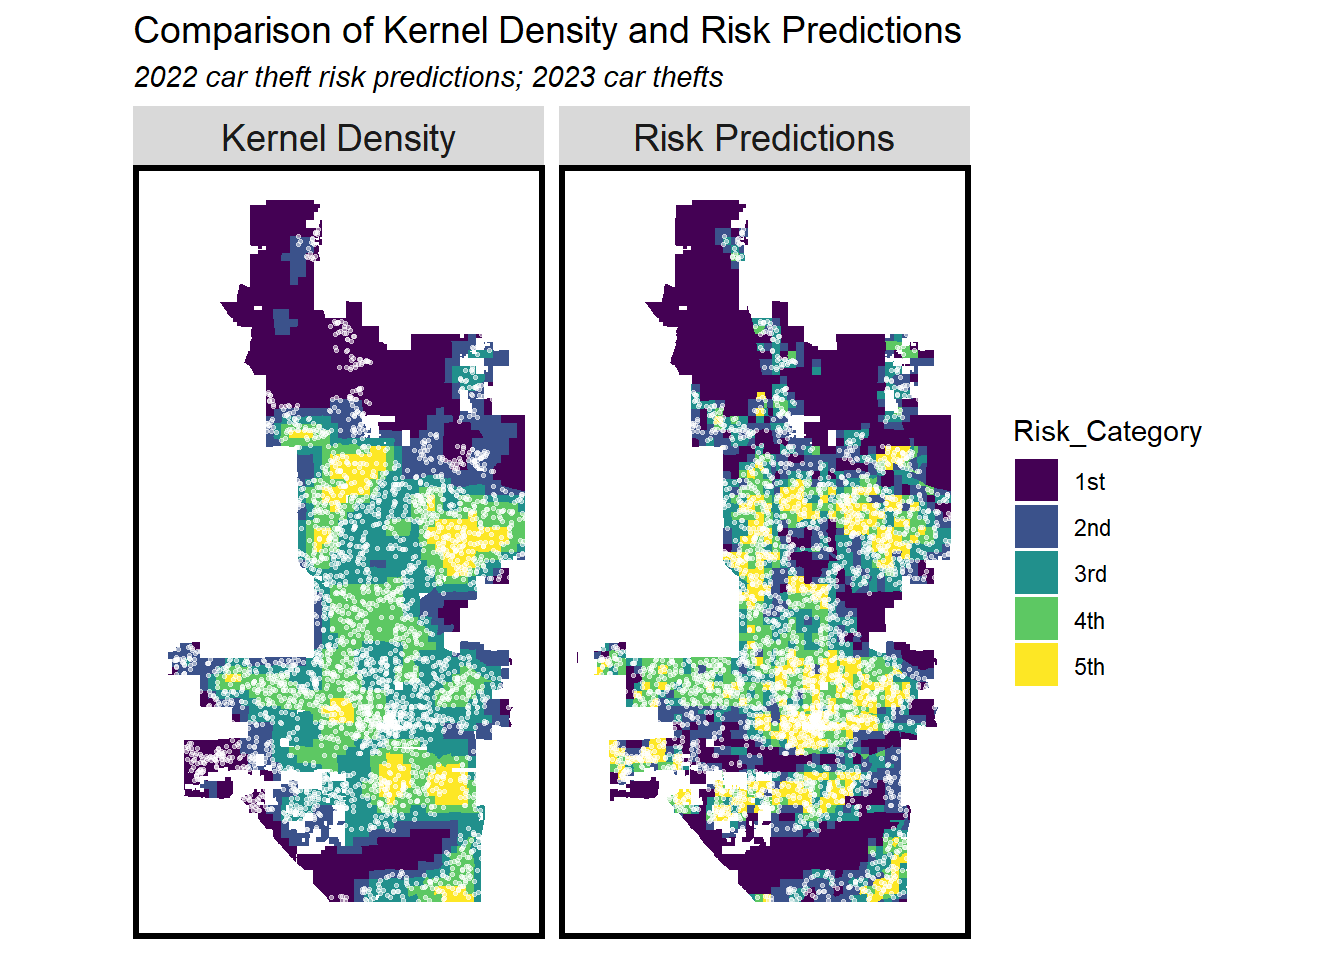 Comparison of Kernel Density and Risk Predictions
2022 car theft risk predictions; 2023 car thefts
Kernel Density
Risk Predictions
Risk_Category
1st
2nd
3rd
4th
5th